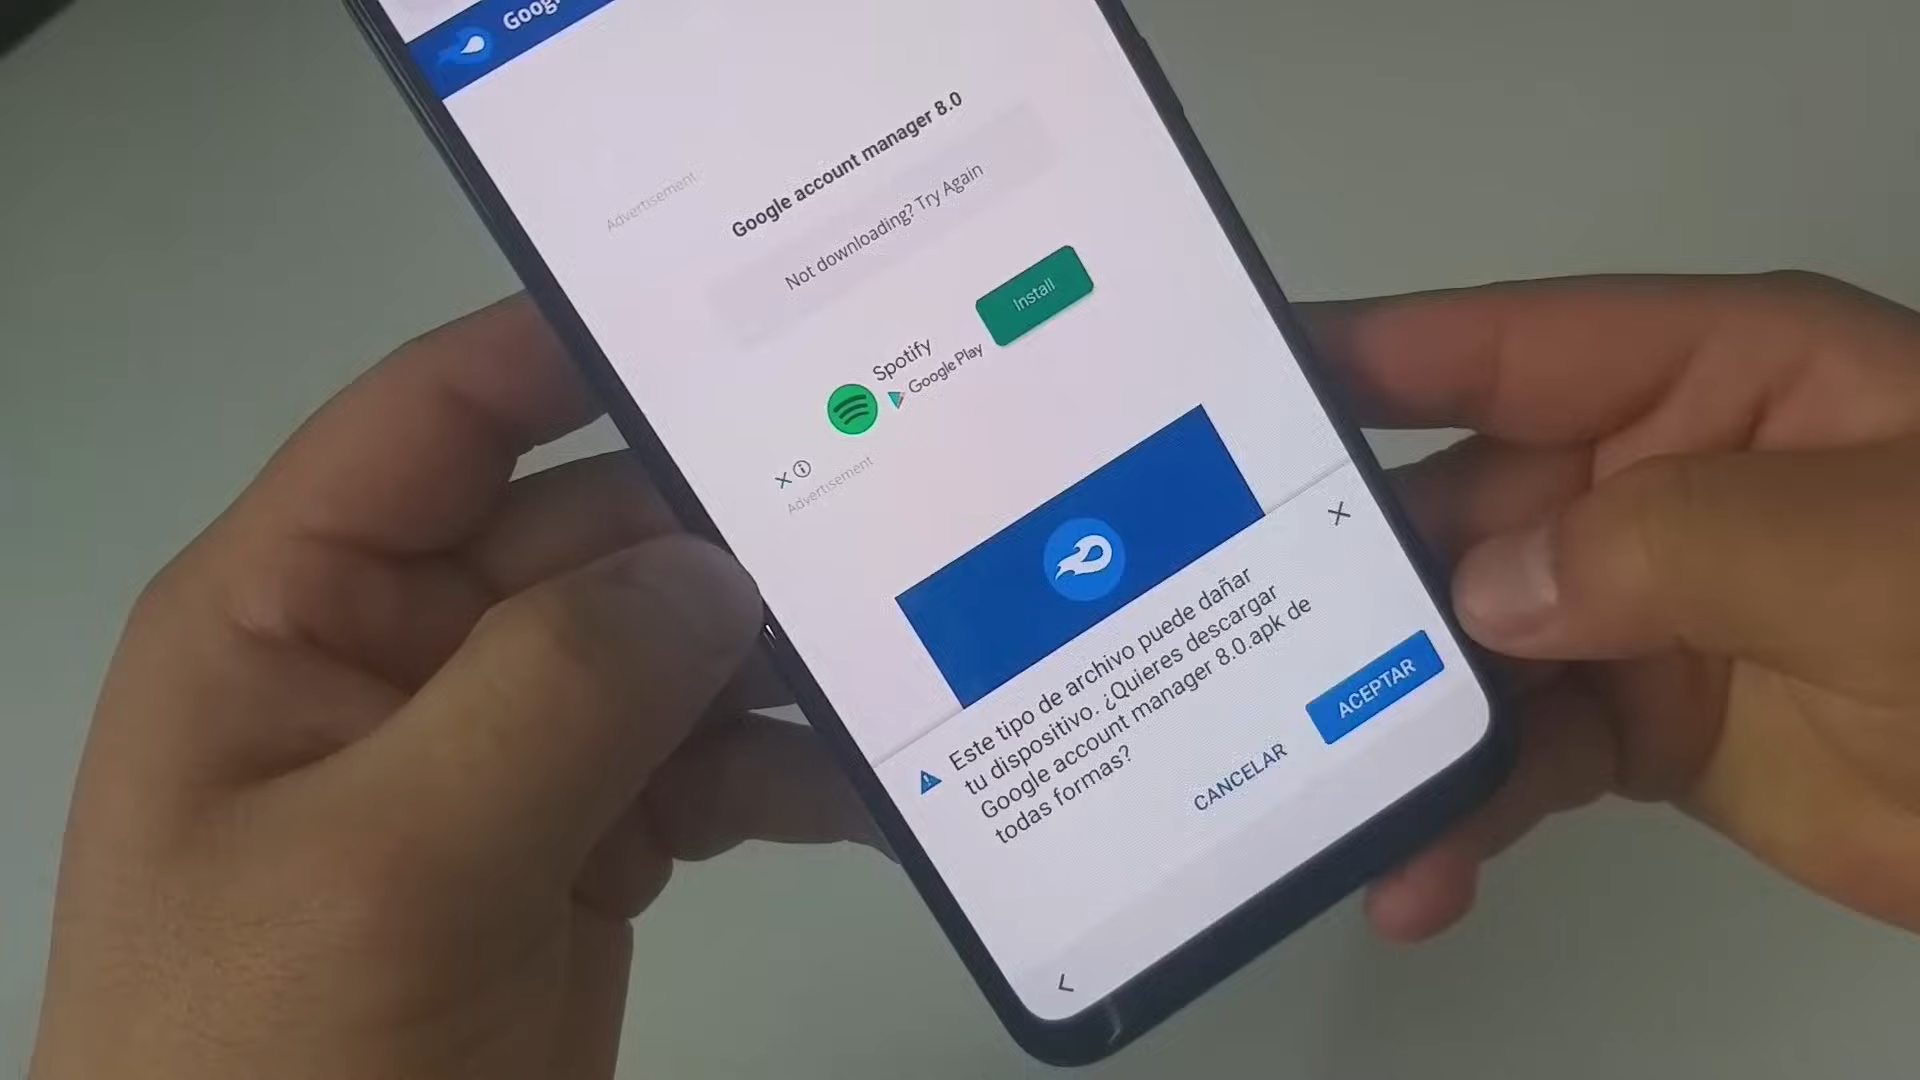 Goog
Google account manager 8.0
Advertisement
Not downloading? Try Again
Install
Spotify
Google Play
Advertisement
Este tipo de archivo puede dañar
tu dispositivo. ¿Quieres descargar
Google account manager 8.0.apk de
todas formas?
CANCELAR
ACEPTAR